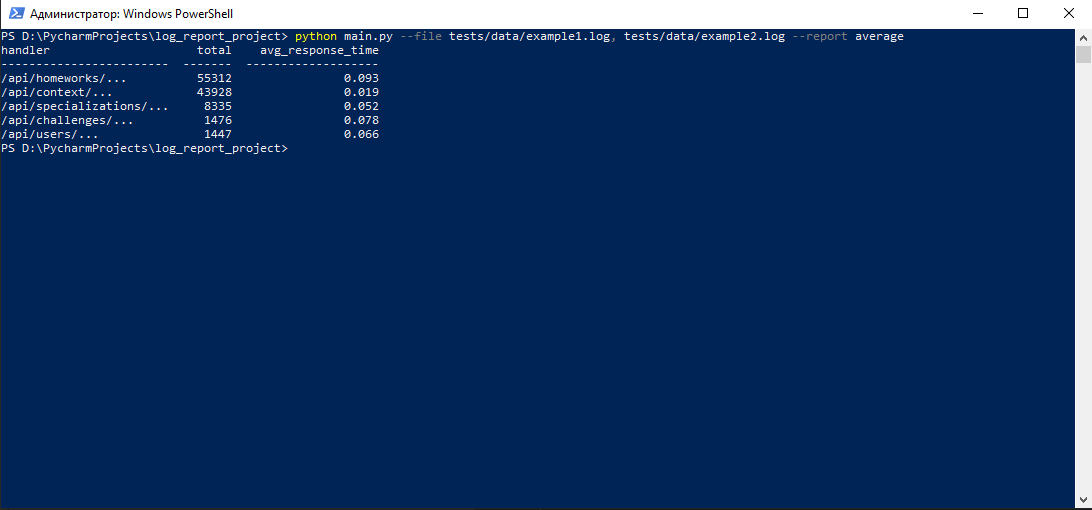 Администратор: Windows PowerShell
PS D:\PycharmProjects\log_report_project> python main.py --file tests/data/example1.log, tests/data/example2.log --report average
handler                     total    avg_response_time
------------------------  -------  -------------------
/api/homeworks/...          55312                0.093
/api/context/...            43928                0.019
/api/specializations/...     8335                0.052
/api/challenges/...          1476                0.078
/api/users/...               1447                0.066
PS D:\PycharmProjects\log_report_project>